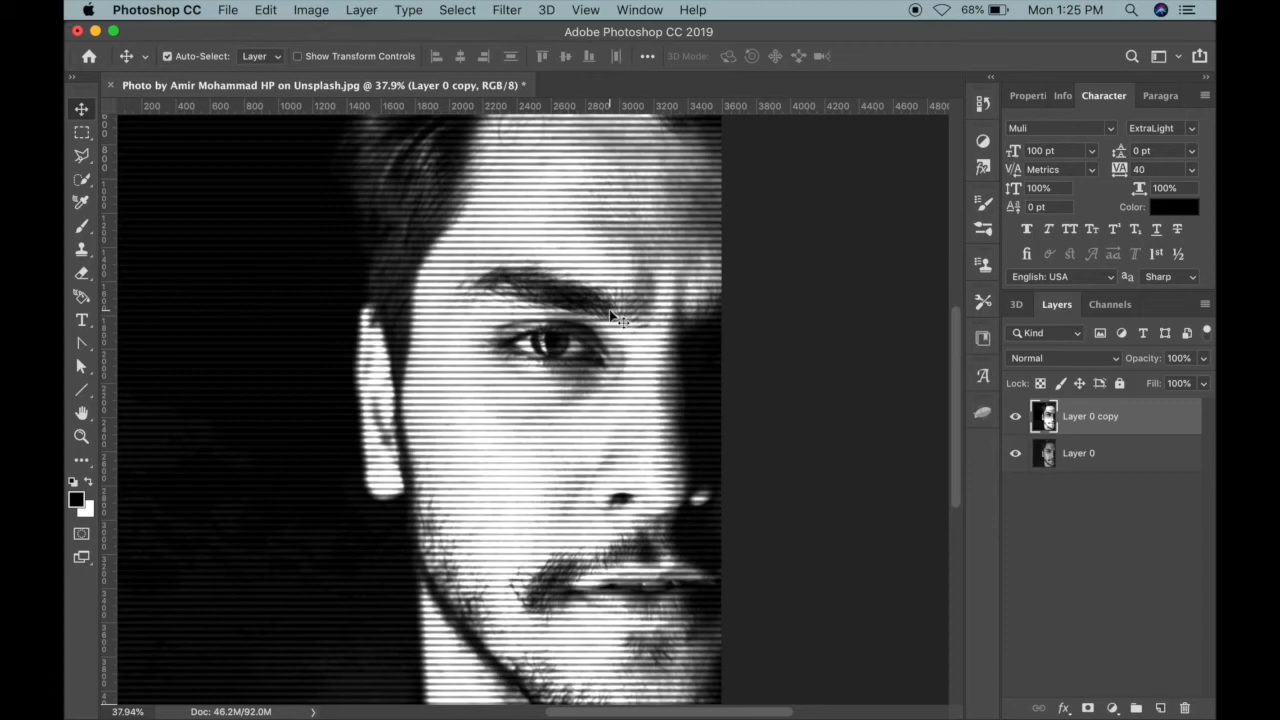 Photoshop CC File Edit Image Layer Type Select Filter 3D View Window Help 68% Mon 1:25 PM
Adobe Photoshop CC 2019
Auto-Select: Layer Show Transform Controls 3D Mode
Photo by Amir Mohammad HP on Unsplash.jpg @ 37.9% (Layer 0 copy, RGB/8) *
200 400 600 800 1000 1200 1400 1600 1800 2000 2200 2400 2600 2800 3000 3200 3400 3600 3800 4000 4200 4400 4600 4800
Properti Info Character Paragra
Muli ExtraLight
100 pt 0 pt
Metrics 40
100% 100%
0 pt Color:
English: USA aa Sharp
3D Layers Channels
Kind
Normal Opacity: 100%
Lock: Fill: 100%
Layer 0 copy
Layer 0
37.94% Doc: 46.2M/92.0M